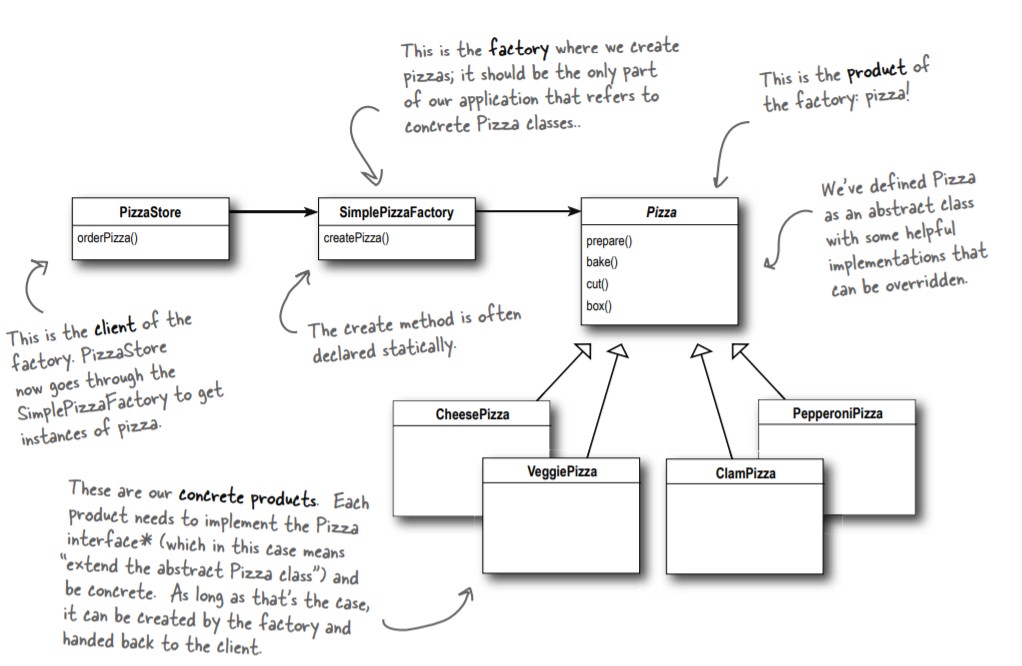 This is the factory where we create
pizzas; it should be the only part
of our application that refers to
concrete Pizza classes..
This is the product of
the factory: pizza!
We've defined Pizza
as an abstract class
with some helpful
implementations that
can be overridden.
PizzaStore
orderPizza()
SimplePizzaFactory
createPizza()
Pizza
prepare()
bake()
cut()
box()
This is the client of the
factory. PizzaStore
now goes through the
SimplePizzaFactory to get
instances of pizza.
The create method is often
declared statically.
CheesePizza
VeggiePizza
ClamPizza
PepperoniPizza
These are our concrete products. Each
product needs to implement the Pizza
interface* (which in this case means
“extend the abstract Pizza class”) and
be concrete. As long as that's the case,
it can be created by the factory and
handed back to the client.